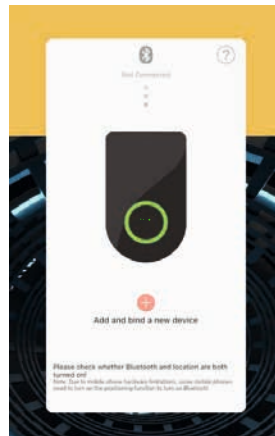 ?
Not Connected
Add and bind a new device
Please check whether Bluetooth and location are both
turned on!
Note: Due to mobile phone hardware limitations, some mobile phones
need to turn on the positioning function to turn on Bluetooth